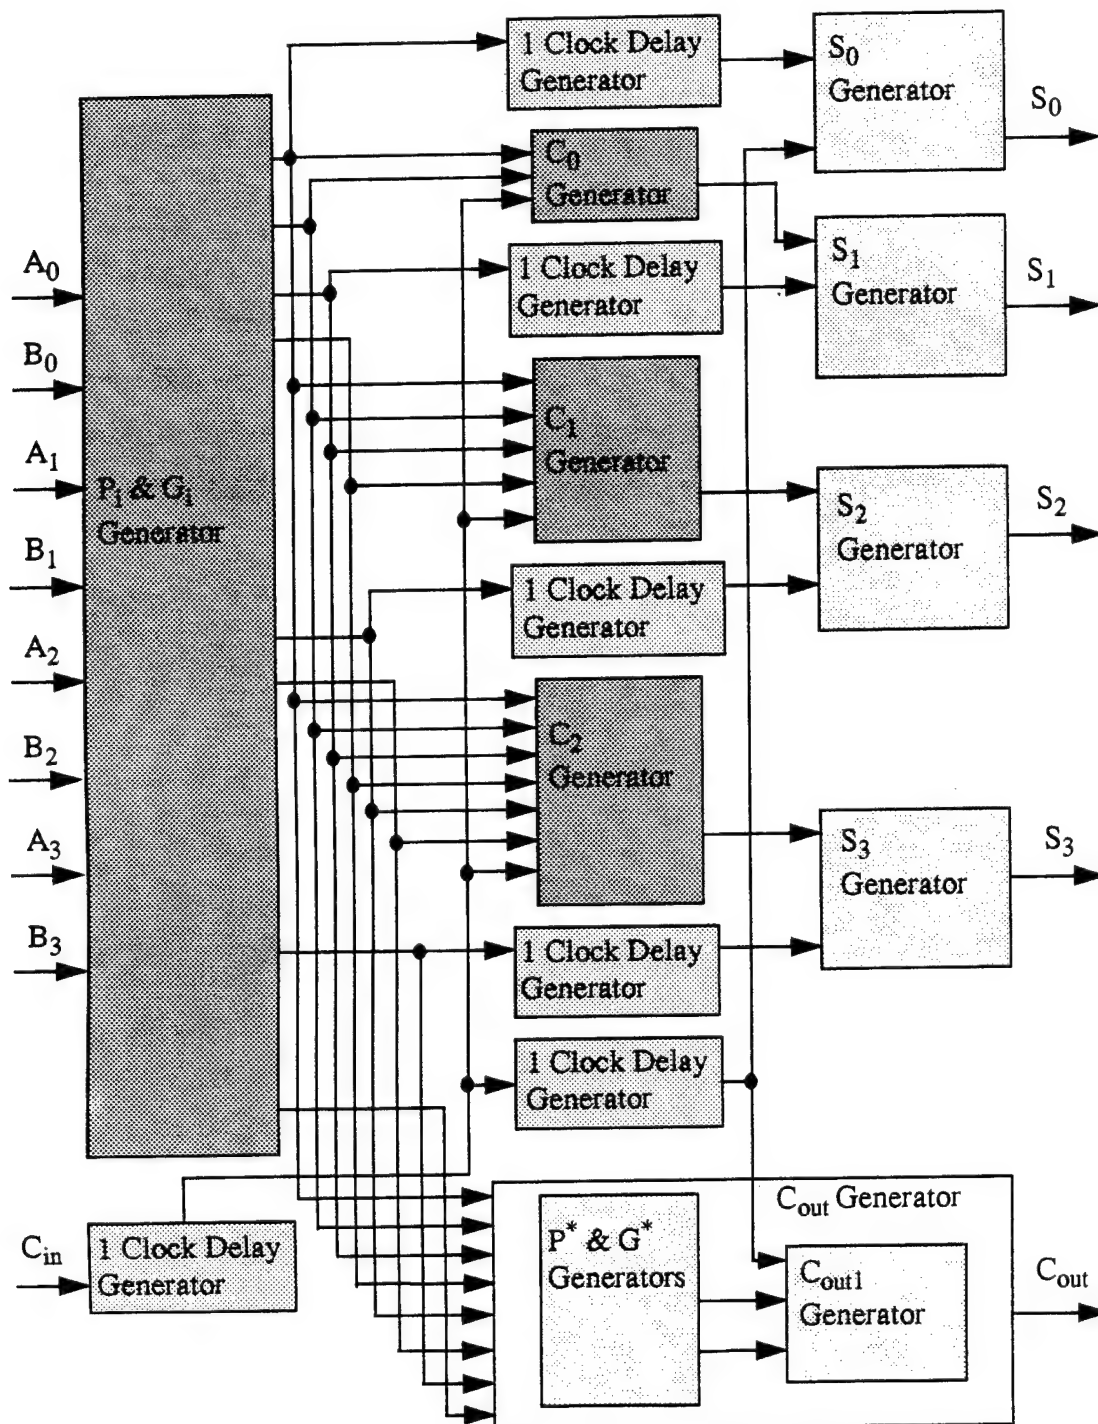 1 Clock Delay
Generator
S0
Generator
S0
C0
Generator
A0
1 Clock Delay
Generator
S1
Generator
S1
B0
C1
Generator
A1
Pi & Gi
Generator
S2
Generator
S2
B1
1 Clock Delay
Generator
A2
C2
Generator
B2
A3
S3
Generator
S3
B3
1 Clock Delay
Generator
1 Clock Delay
Generator
Cin
1 Clock Delay
Generator
Cout Generator
P* & G*
Generators
Cout1
Generator
Cout